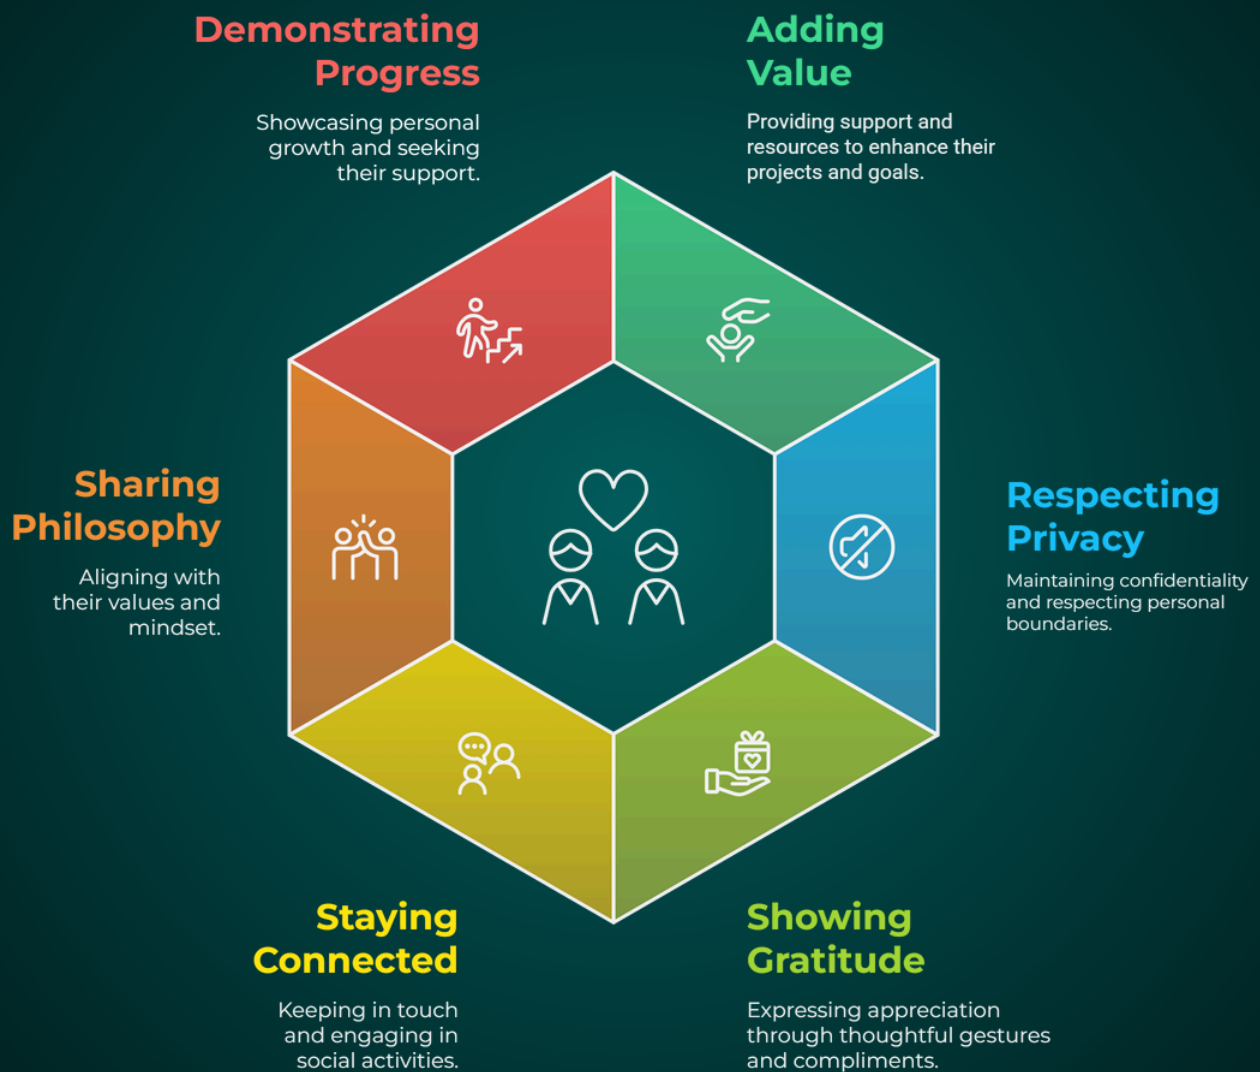 Demonstrating
Progress
Showcasing personal
growth and seeking
their support.
Adding
Value
Providing support and
resources to enhance their
projects and goals.
Sharing
Philosophy
Aligning with
their values and
mindset.
Respecting
Privacy
Maintaining confidentiality
and respecting personal
boundaries.
Staying
Connected
Keeping in touch
and engaging in
social activities.
Showing
Gratitude
Expressing appreciation
through thoughtful gestures
and compliments.